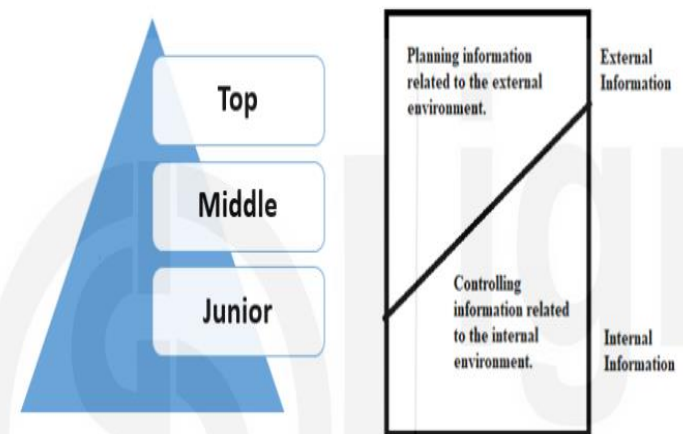 Top
Middle
Junior
Planning information
related to the external
environment.
External
Information
Controlling
information related
to the internal
environment.
Internal
Information